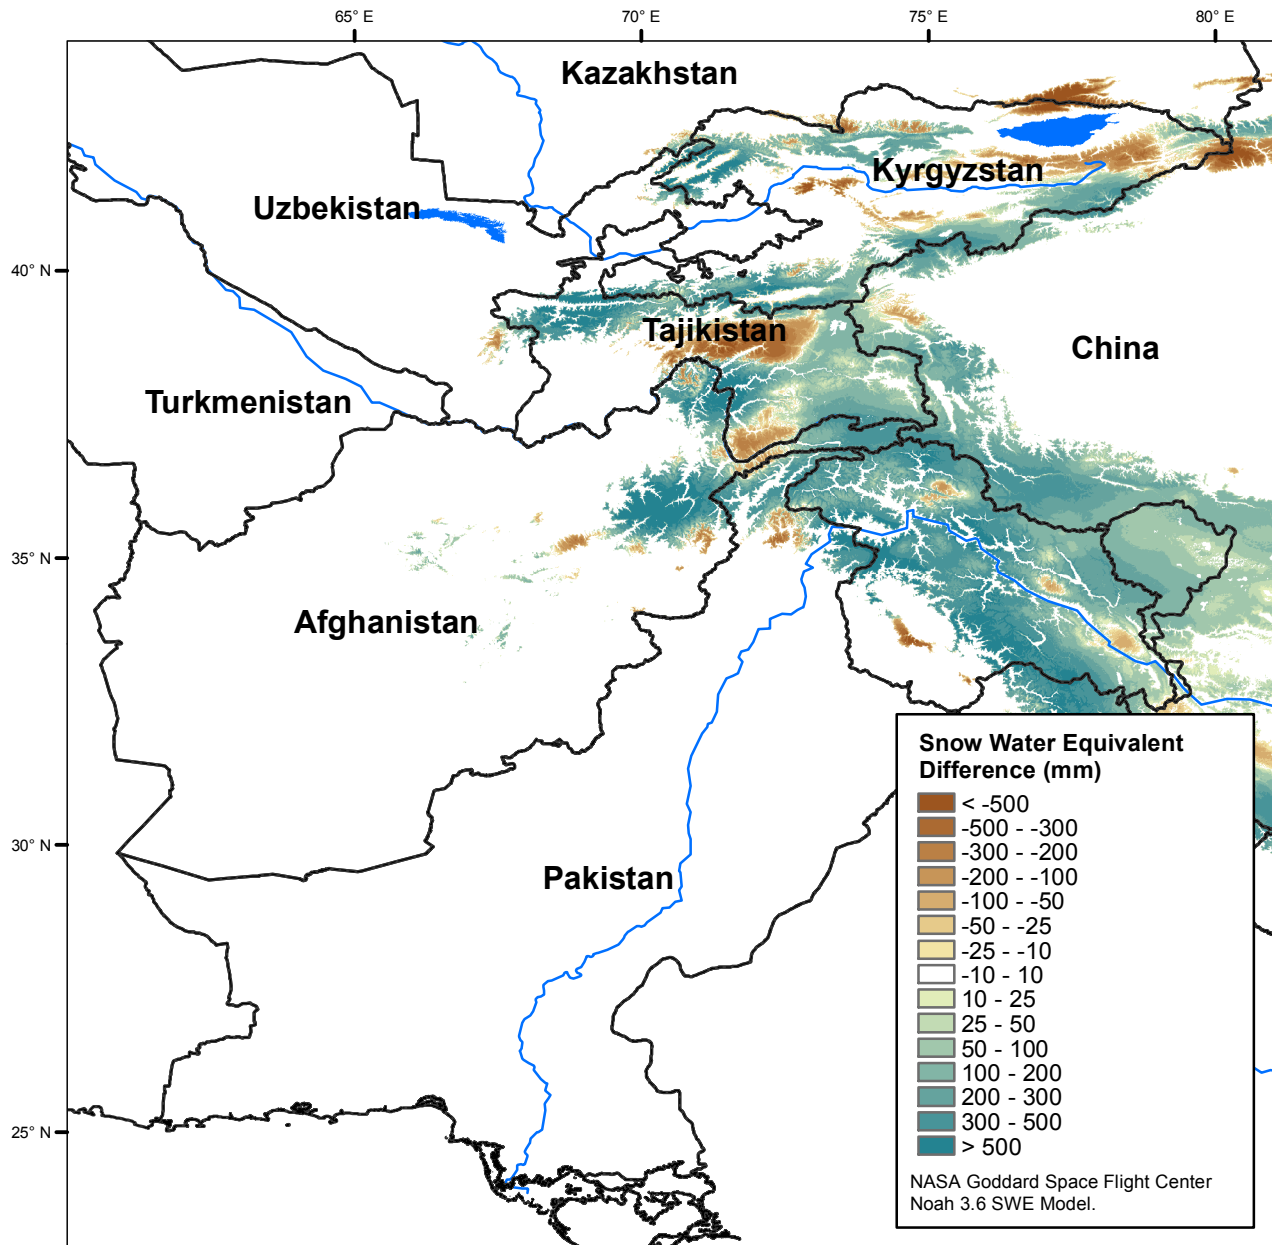 65° E
70° E
75° E
80° E
Kazakhstan
Kyrgyzstan
Uzbekistan
40° N
Tajikistan
China
Turkmenistan
35° N
Afghanistan
30° N
Pakistan
25° N
Snow Water Equivalent
Difference (mm)
< -500
-500 - -300
-300 - -200
-200 - -100
-100 - -50
-50 - -25
-25 - -10
-10 - 10
10 - 25
25 - 50
50 - 100
100 - 200
200 - 300
300 - 500
> 500
NASA Goddard Space Flight Center
Noah 3.6 SWE Model.